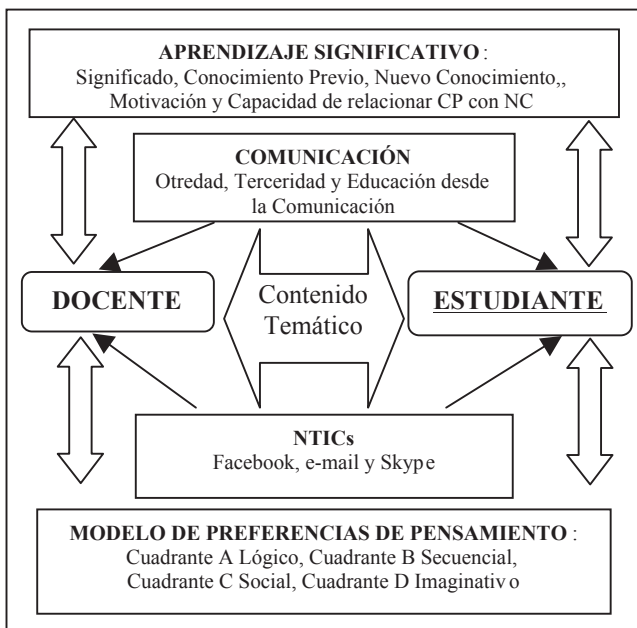 APRENDIZAJE SIGNIFICATIVO :
Significado, Conocimiento Previo, Nuevo Conocimiento,,
Motivación y Capacidad de relacionar CP con NC
COMUNICACIÓN
Otredad, Terceridad y Educación desde
la Comunicación
DOCENTE
Contenido
Temático
ESTUDIANTE
NTICs
Facebook, e-mail y Skype
MODELO DE PREFERENCIAS DE PENSAMIENTO :
Cuadrante A Lógico, Cuadrante B Secuencial,
Cuadrante C Social, Cuadrante D Imaginativo